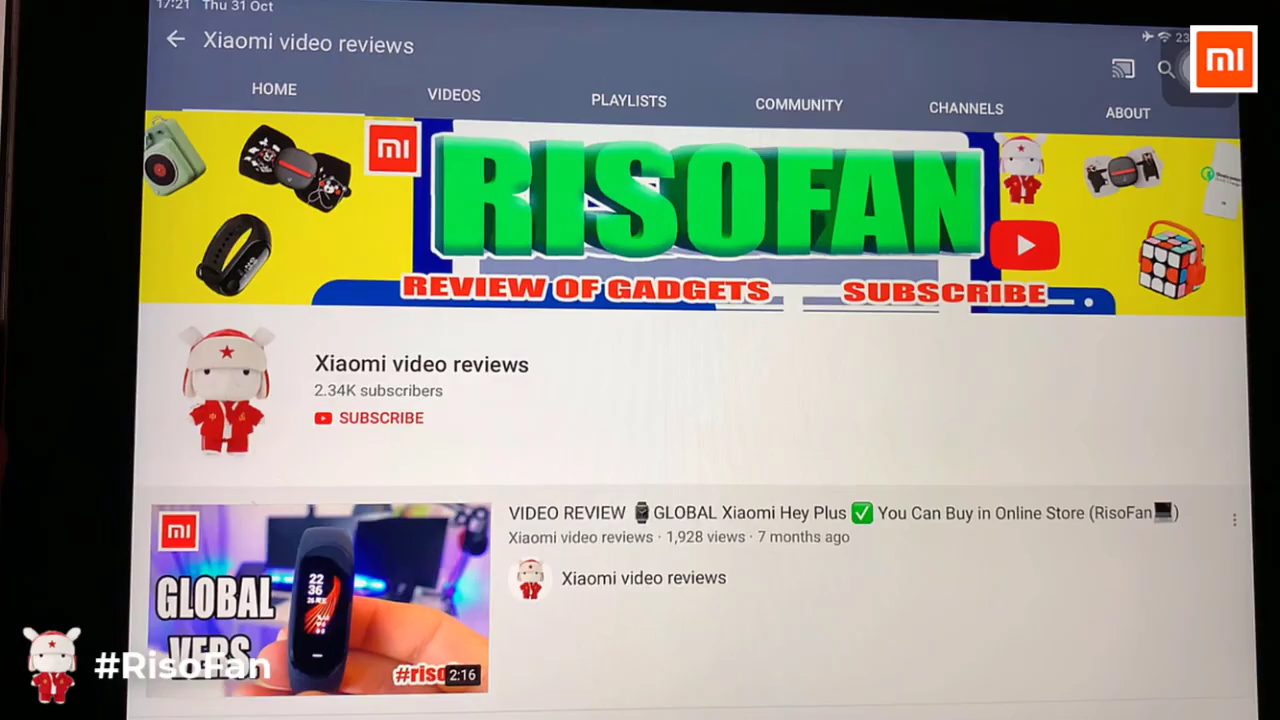 17:21 Thu 31 Oct
23
Xiaomi video reviews
HOME VIDEOS PLAYLISTS COMMUNITY CHANNELS ABOUT
mi
mi
RISOFAN
REVIEW OF GADGETS SUBSCRIBE
Xiaomi video reviews
2.34K subscribers
SUBSCRIBE
VIDEO REVIEW ⌚GLOBAL Xiaomi Hey Plus ✅ You Can Buy in Online Store (RisoFan💻)
Xiaomi video reviews · 1,928 views · 7 months ago
Xiaomi video reviews
mi
GLOBAL
VERS.
22
36
#riso
2:16
#RisoFan